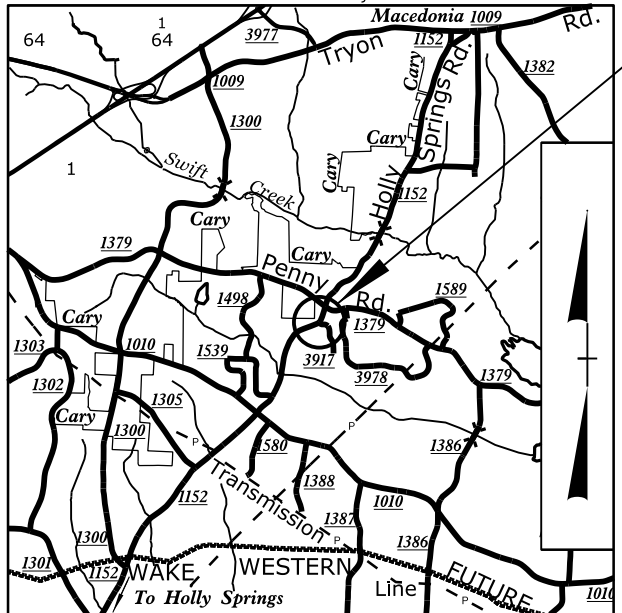 Macedonia 1009
Rd.
1
64
64
3977
1152
Tryon
1382
1009
Cary
Springs Rd.
1300
Cary
1
Swift
Creek
Cary
Holly
1152
Cary
1379
Cary
Penny
Rd.
1498
1589
1379
Cary
1303
1010
1539
3917
3978
1379
1302
1305
Cary
1300
1580
1386
P
P
Transmission
1388
1152
1010
1387
1300
P
1386
1301
1152
WAKE
WESTERN
FUTURE
Line
P
P
1010
To Holly Springs